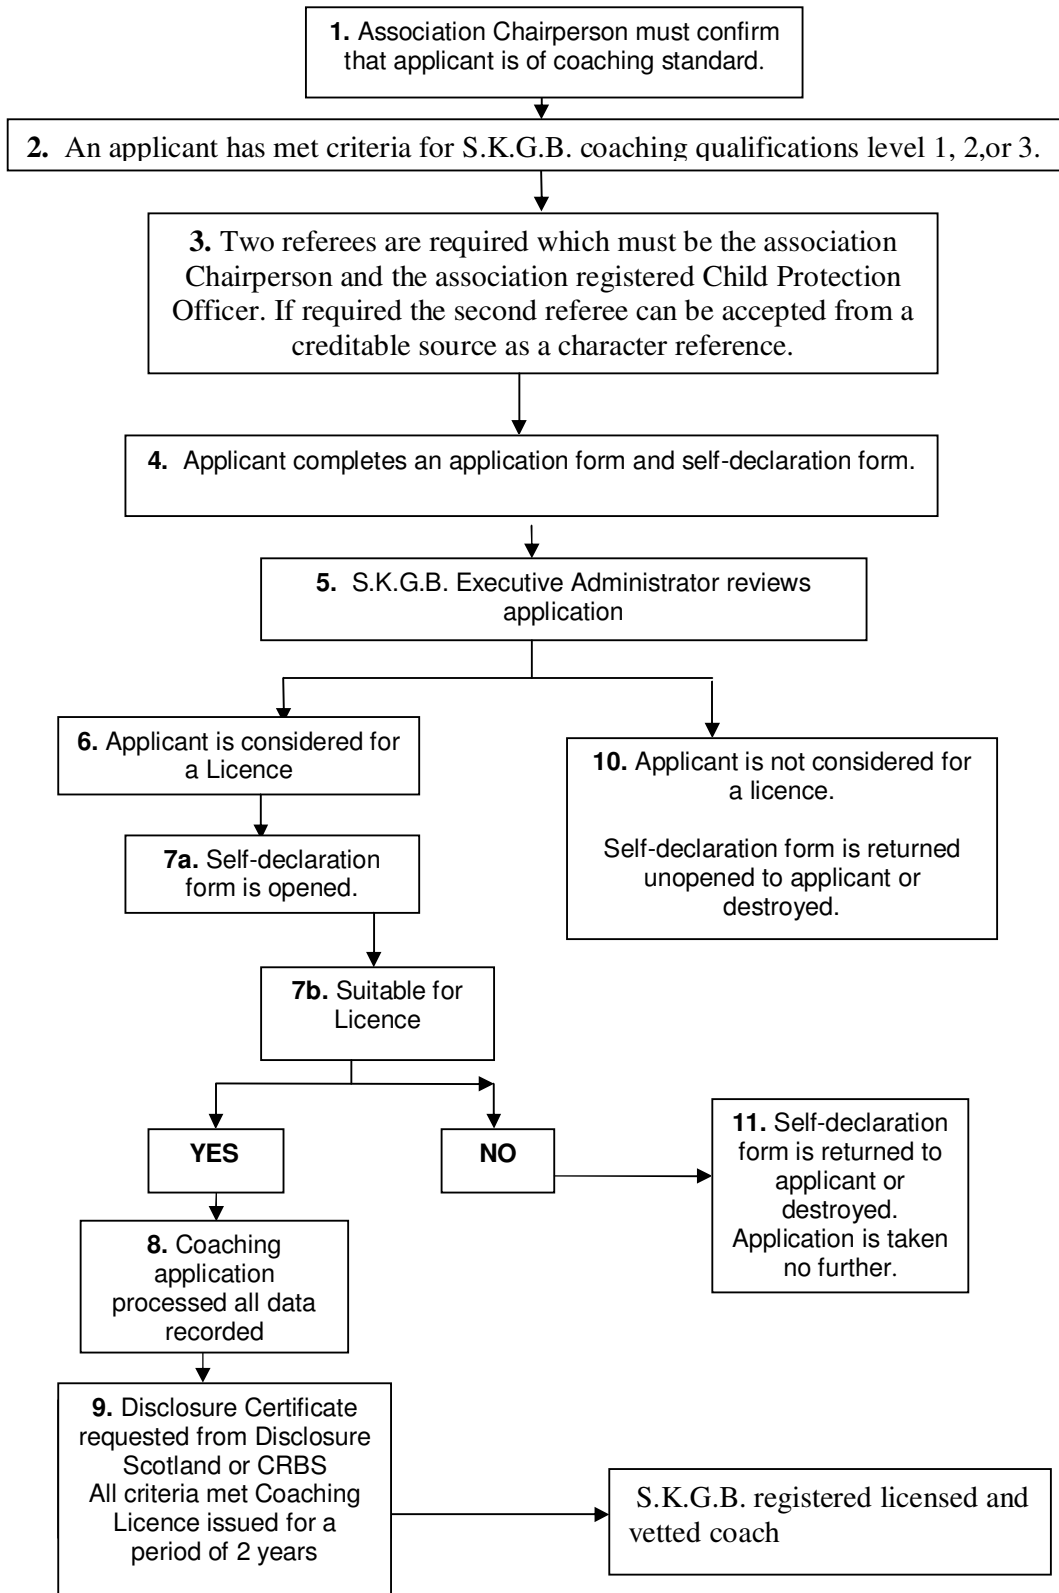 1. Association Chairperson must confirm
that applicant is of coaching standard.
2. An applicant has met criteria for S.K.G.B. coaching qualifications level 1, 2,or 3.
3. Two referees are required which must be the association
Chairperson and the association registered Child Protection
Officer. If required the second referee can be accepted from a
creditable source as a character reference.
4. Applicant completes an application form and self-declaration form.
5. S.K.G.B. Executive Administrator reviews
application
6. Applicant is considered for
a Licence
10. Applicant is not considered for
a licence.
Self-declaration form is returned
unopened to applicant or
destroyed.
7a. Self-declaration
form is opened.
7b. Suitable for
Licence
YES
NO
11. Self-declaration
form is returned to
applicant or
destroyed.
Application is taken
no further.
8. Coaching
application
processed all data
recorded
9. Disclosure Certificate
requested from Disclosure
Scotland or CRBS
All criteria met Coaching
Licence issued for a
period of 2 years
S.K.G.B. registered licensed and
vetted coach